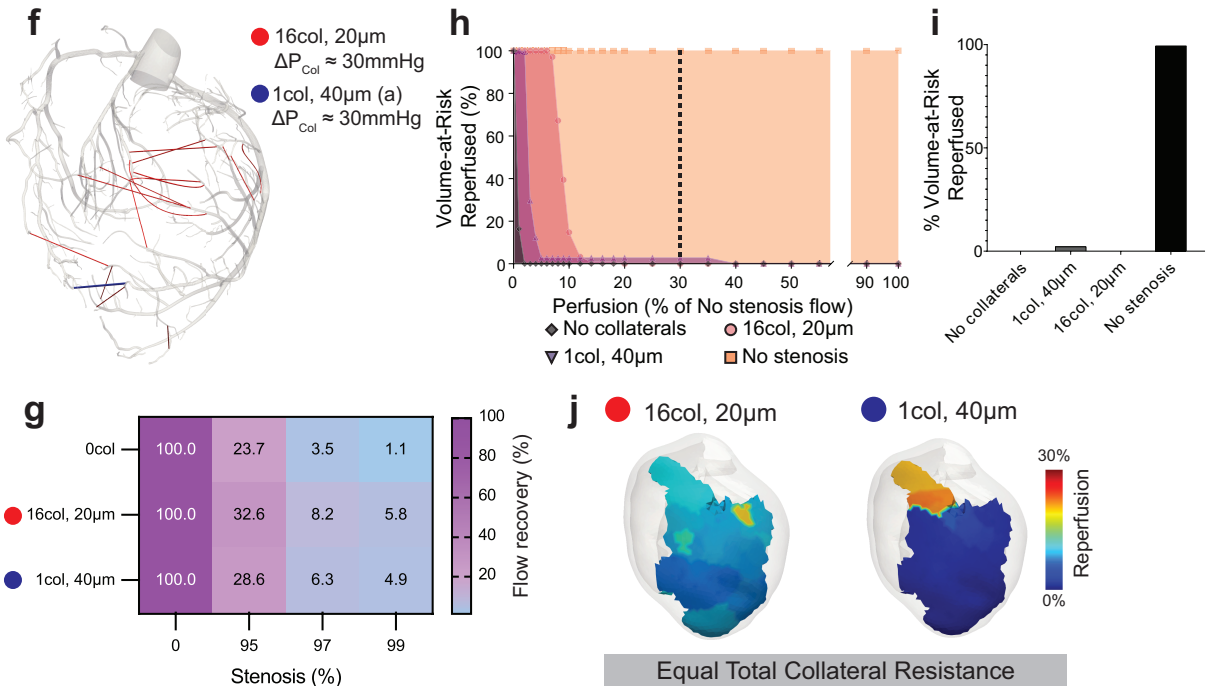 f
16col, 20μm
ΔP_Col ≈ 30mmHg
1col, 40μm (a)
ΔP_Col ≈ 30mmHg
h
Volume-at-Risk
Reperfused (%)
100
80
60
40
20
0
0 10 20 30 40 50 90 100
Perfusion (% of No stenosis flow)
No collaterals
16col, 20μm
1col, 40μm
No stenosis
i
% Volume-at-Risk
Reperfused
100
50
0
No collaterals
1col, 40μm
16col, 20μm
No stenosis
g
0col 100.0 23.7 3.5 1.1
16col, 20μm 100.0 32.6 8.2 5.8
1col, 40μm 100.0 28.6 6.3 4.9
0 95 97 99
Stenosis (%)
100
80
60
40
20
Flow recovery (%)
j
16col, 20μm
1col, 40μm
30%
0%
Reperfusion
Equal Total Collateral Resistance